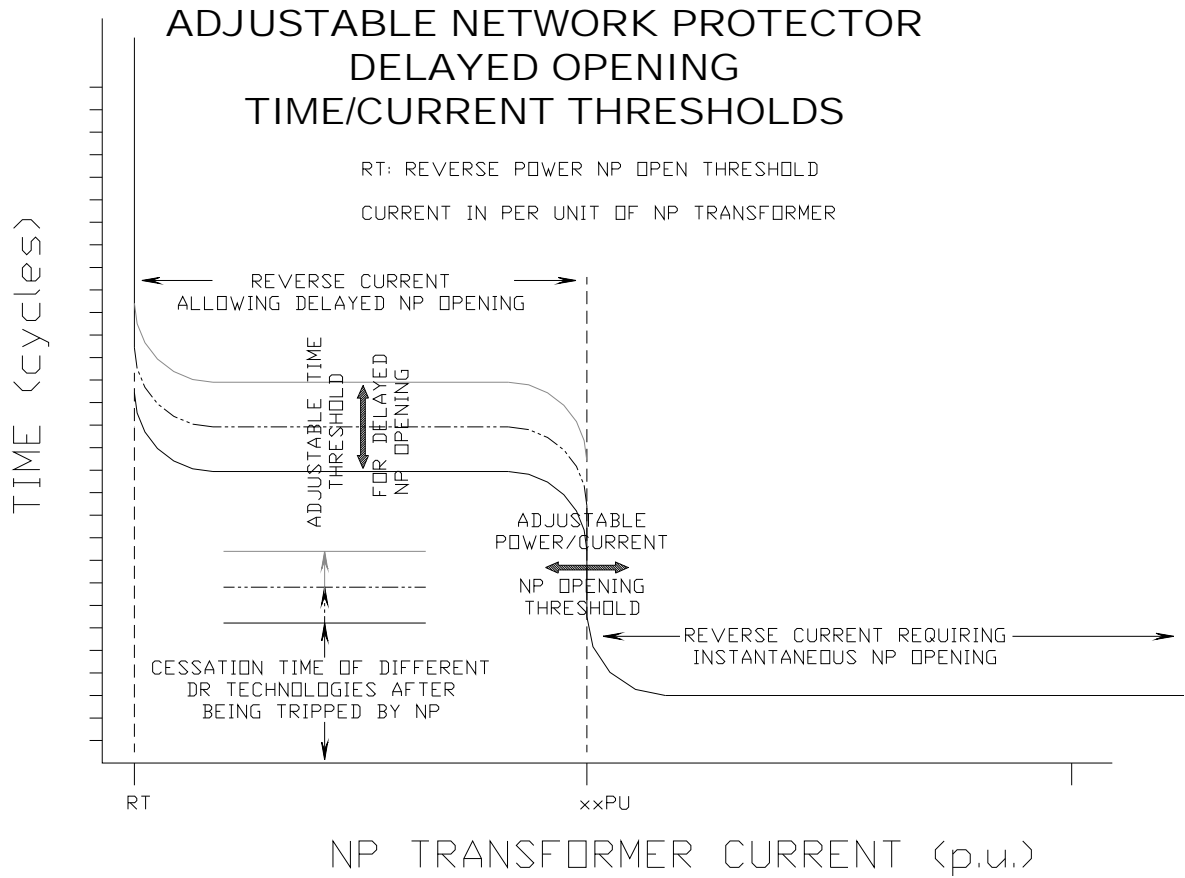 ADJUSTABLE NETWORK PROTECTOR
DELAYED OPENING
TIME/CURRENT THRESHOLDS
RT: REVERSE POWER NP OPEN THRESHOLD
CURRENT IN PER UNIT OF NP TRANSFORMER
TIME (cycles)
REVERSE CURRENT
ALLOWING DELAYED NP OPENING
ADJUSTABLE TIME
THRESHOLD
FOR DELAYED
NP OPENING
ADJUSTABLE
POWER/CURRENT
NP OPENING
THRESHOLD
REVERSE CURRENT REQUIRING
INSTANTANEOUS NP OPENING
CESSATION TIME OF DIFFERENT
DR TECHNOLOGIES AFTER
BEING TRIPPED BY NP
RT
xxPU
NP TRANSFORMER CURRENT (p.u.)